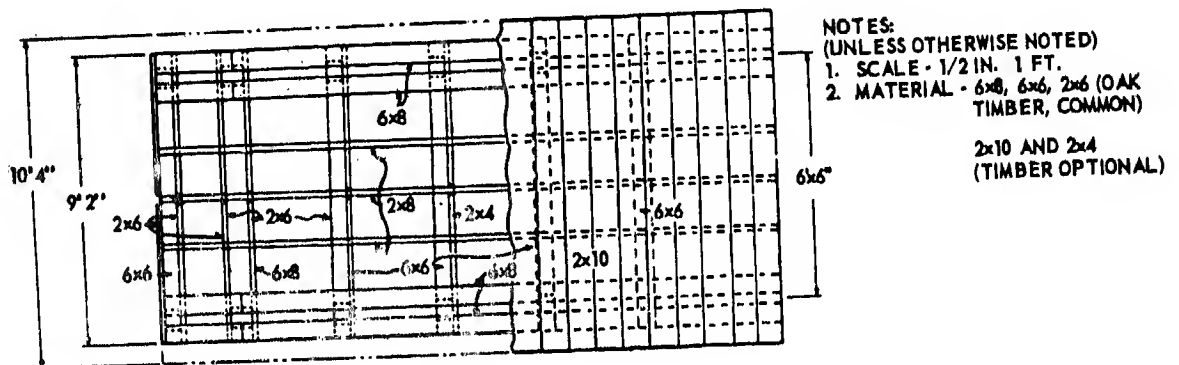 NOTES:
(UNLESS OTHERWISE NOTED)
1. SCALE - 1/2 IN. 1 FT.
2. MATERIAL - 6x8, 6x6, 2x6 (OAK
TIMBER, COMMON)
2x10 AND 2x4
(TIMBER OPTIONAL)
6x8
10' 4"
9' 2"
6'x6"
2x6
2x6
2x8
2x4
6x6
6x6
6x8
6x6
6x8
2x10